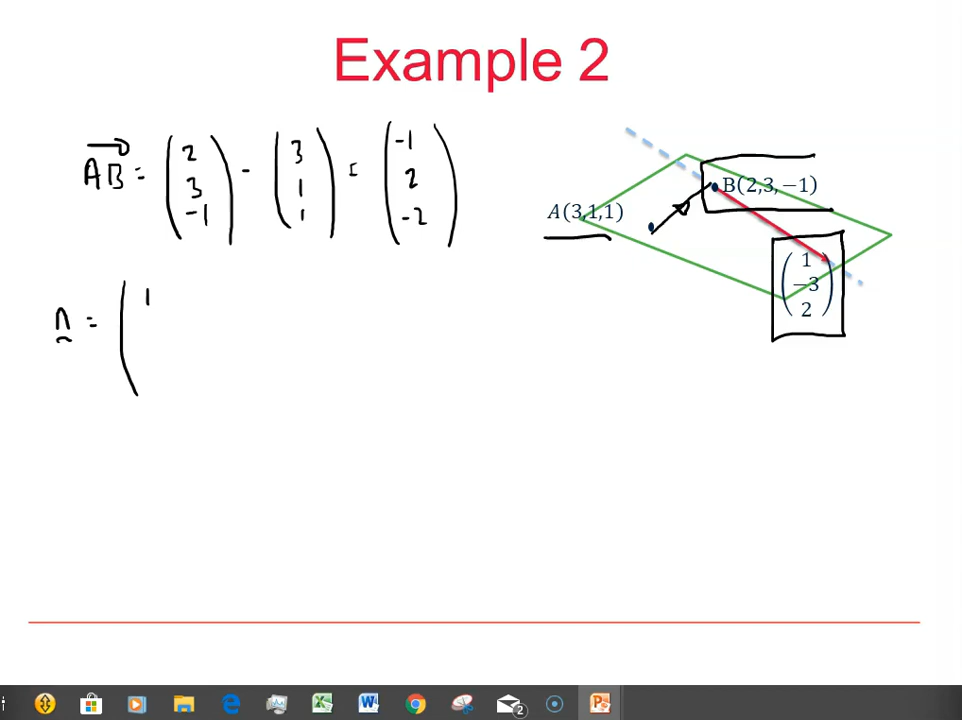 Example 2
AB = (2 3 -1) - (3 1 1) = (-1 2 -2)
B(2,3,−1)
A(3,1,1)
(1 −3 2)
n = ( 1
2